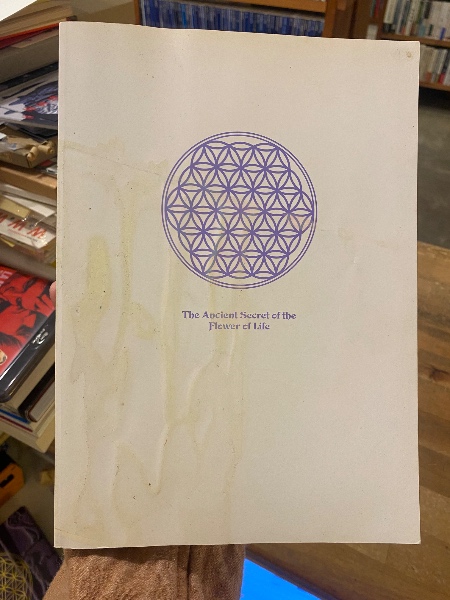 The Ancient Secret of the
Flower of Life